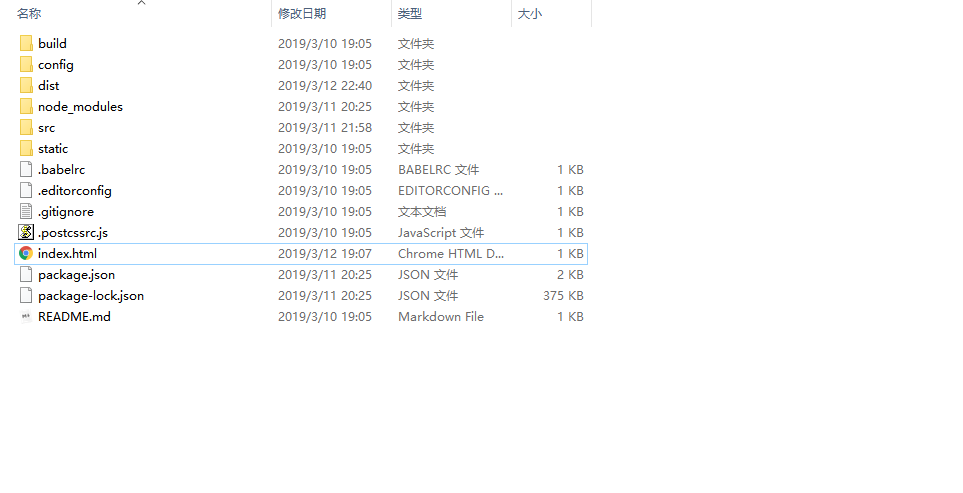 名称 修改日期 类型 大小
build 2019/3/10 19:05 文件夹
config 2019/3/10 19:05 文件夹
dist 2019/3/12 22:40 文件夹
node_modules 2019/3/11 20:25 文件夹
src 2019/3/11 21:58 文件夹
static 2019/3/10 19:05 文件夹
.babelrc 2019/3/10 19:05 BABELRC 文件 1 KB
.editorconfig 2019/3/10 19:05 EDITORCONFIG ... 1 KB
.gitignore 2019/3/10 19:05 文本文档 1 KB
.postcssrc.js 2019/3/10 19:05 JavaScript 文件 1 KB
index.html 2019/3/12 19:07 Chrome HTML D... 1 KB
package.json 2019/3/11 20:25 JSON 文件 2 KB
package-lock.json 2019/3/11 20:25 JSON 文件 375 KB
README.md 2019/3/10 19:05 Markdown File 1 KB